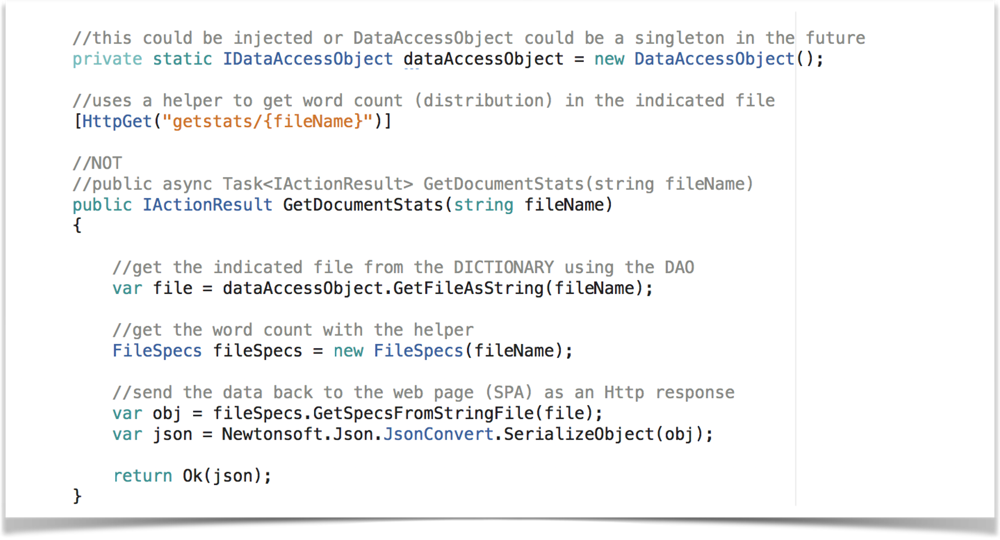 //this could be injected or DataAccessObject could be a singleton in the future
private static IDataAccessObject dataAccessObject = new DataAccessObject();
//uses a helper to get word count (distribution) in the indicated file
[HttpGet("getstats/{fileName}")]
//NOT
//public async Task<IActionResult> GetDocumentStats(string fileName)
public IActionResult GetDocumentStats(string fileName)
{
//get the indicated file from the DICTIONARY using the DAO
var file = dataAccessObject.GetFileAsString(fileName);
//get the word count with the helper
FileSpecs fileSpecs = new FileSpecs(fileName);
//send the data back to the web page (SPA) as an Http response
var obj = fileSpecs.GetSpecsFromStringFile(file);
var json = Newtonsoft.Json.JsonConvert.SerializeObject(obj);
return Ok(json);
}